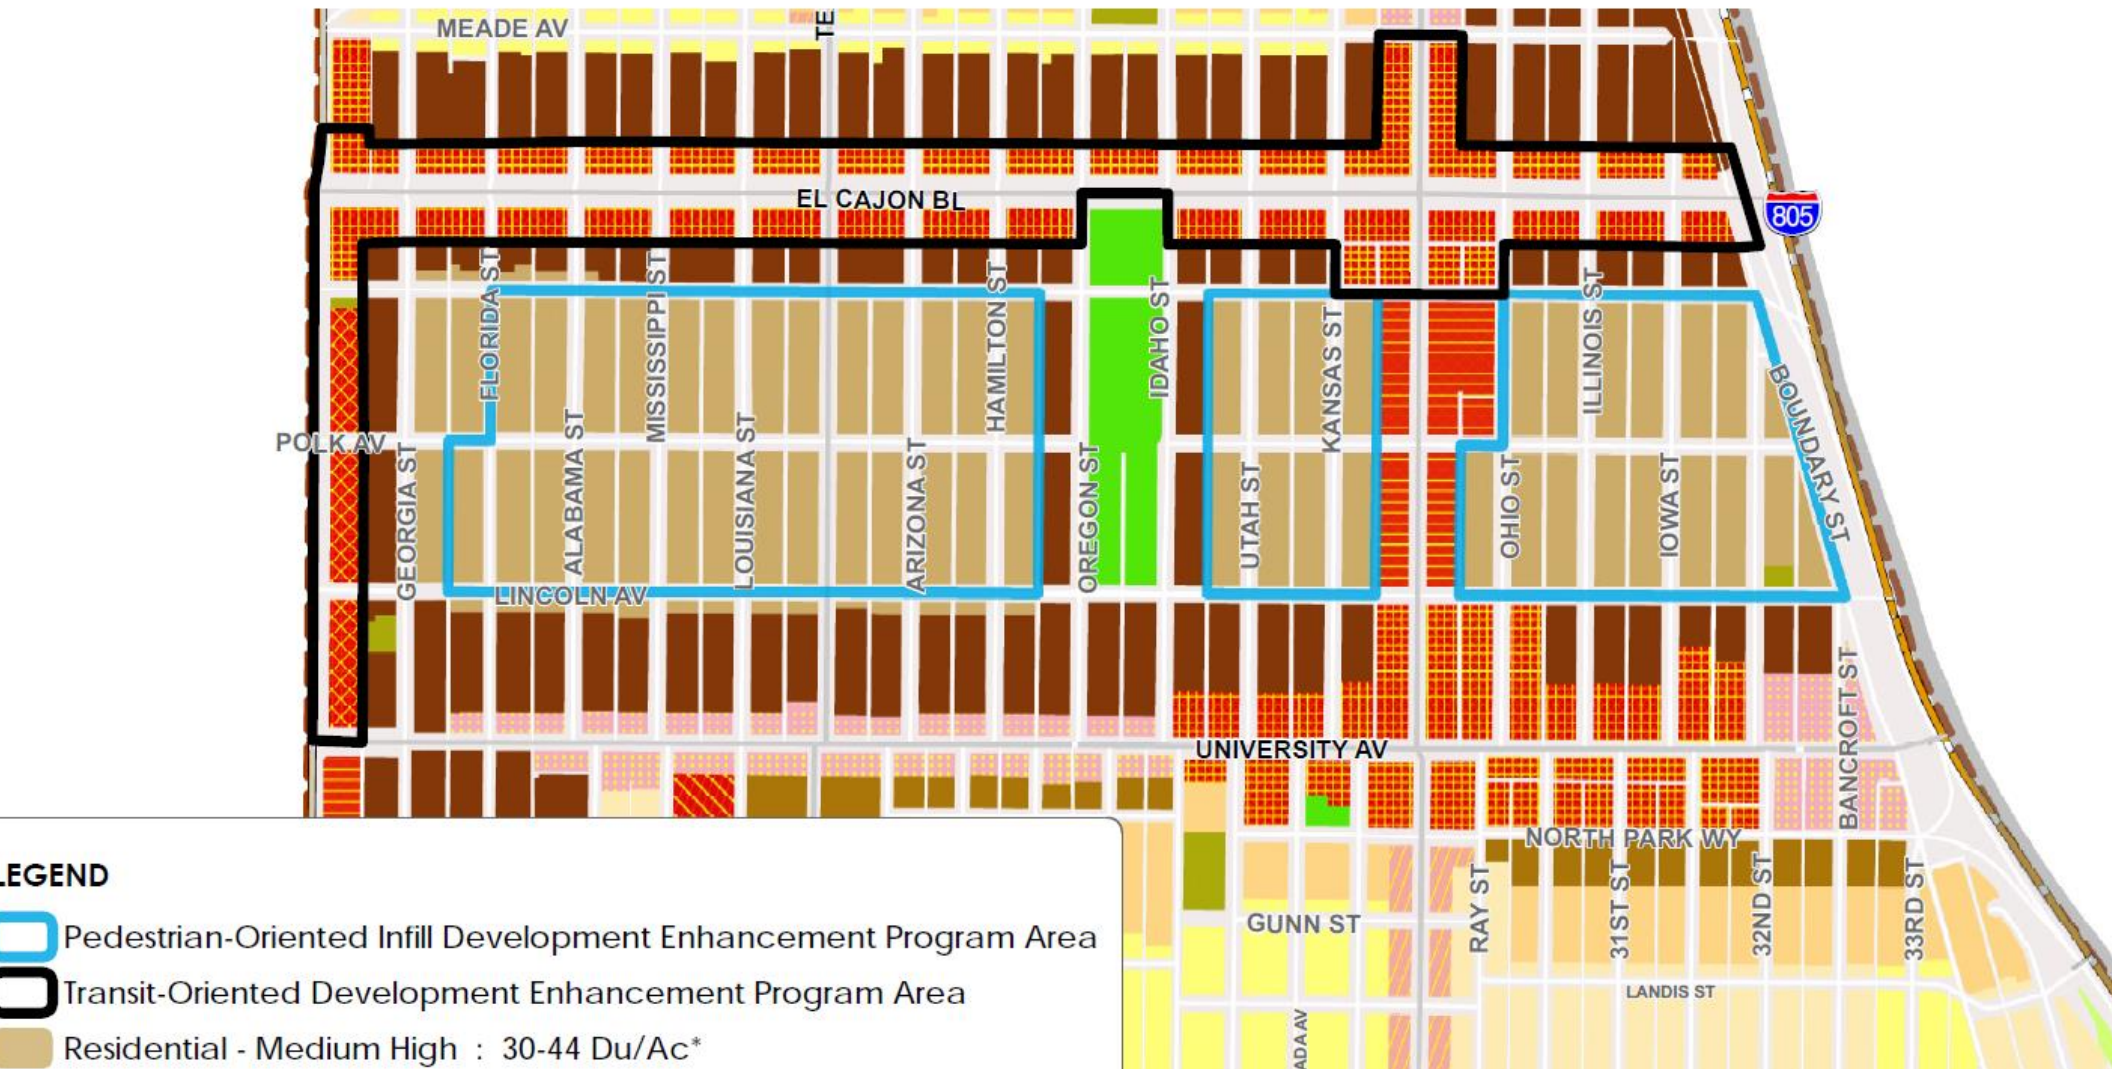 MEADE AV
TE
EL CAJON BL
805
FLORIDA ST
MISSISSIPPI ST
HAMILTON ST
IDAHO ST
KANSAS ST
ILLINOIS ST
BOUNDARY ST
POLK AV
GEORGIA ST
ALABAMA ST
LOUISIANA ST
ARIZONA ST
OREGON ST
UTAH ST
OHIO ST
IOWA ST
LINCOLN AV
BANCROFT ST
UNIVERSITY AV
NORTH PARK WY
RAY ST
31ST ST
32ND ST
33RD ST
GUNN ST
LANDIS ST
ADA AV
LEGEND
Pedestrian-Oriented Infill Development Enhancement Program Area
Transit-Oriented Development Enhancement Program Area
Residential - Medium High : 30-44 Du/Ac*